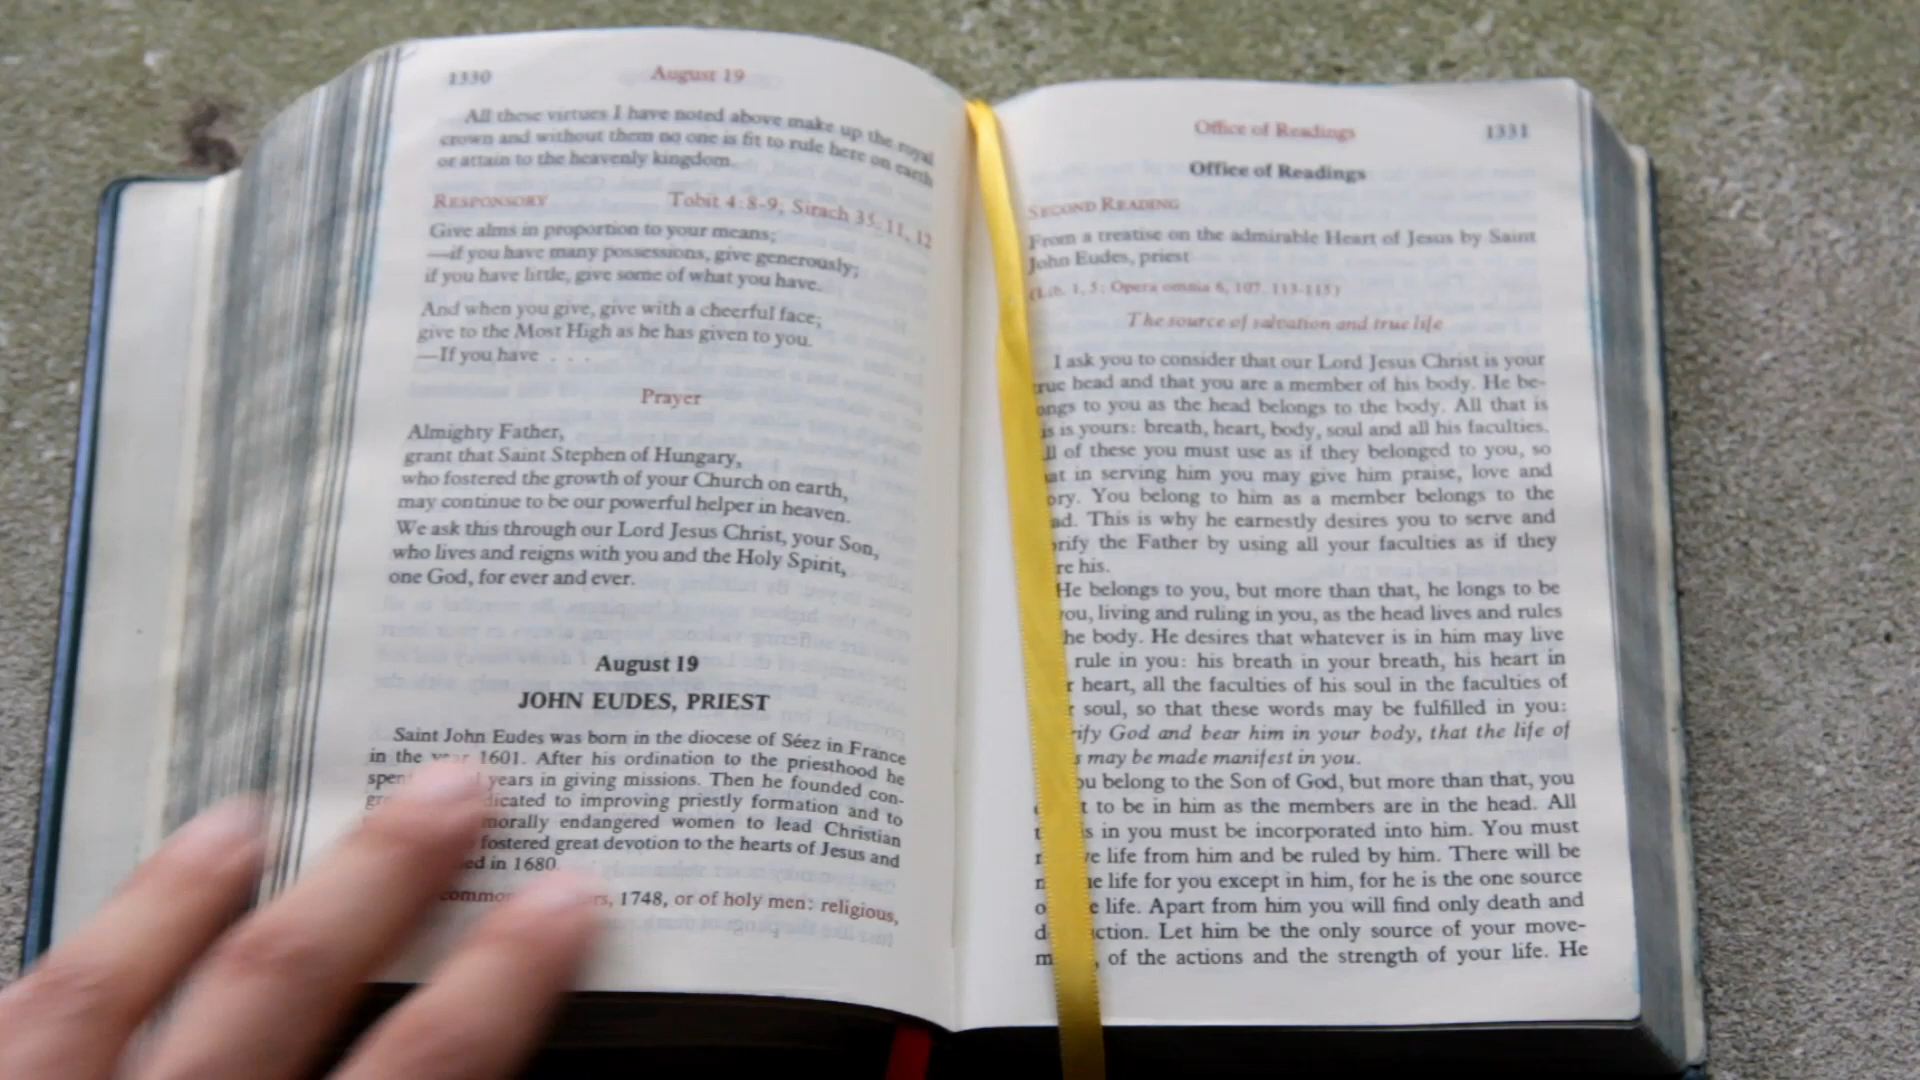 1330
August 19
All these virtues I have noted above make up the royal
crown and without them no one is fit to rule here on earth
or attain to the heavenly kingdom.
RESPONSORY Tobit 4:8-9, Sirach 35, 11, 12
Give alms in proportion to your means;
—if you have many possessions, give generously;
if you have little, give some of what you have.
And when you give, give with a cheerful face;
give to the Most High as he has given to you.
—If you have . . .
Prayer
Almighty Father,
grant that Saint Stephen of Hungary,
who fostered the growth of your Church on earth,
may continue to be our powerful helper in heaven.
We ask this through our Lord Jesus Christ, your Son,
who lives and reigns with you and the Holy Spirit,
one God, for ever and ever.
August 19
JOHN EUDES, PRIEST
Saint John Eudes was born in the diocese of Séez in France
in the year 1601. After his ordination to the priesthood he
years in giving missions. Then he founded con-
dicated to improving priestly formation and to
morally endangered women to lead Christian
fostered great devotion to the hearts of Jesus and
ed in 1680.
1748, or of holy men: religious,
Office of Readings
1331
Office of Readings
SECOND READING
From a treatise on the admirable Heart of Jesus by Saint
John Eudes, priest
(Lib. 1, 5: Opera omnia 6, 107. 113-115)
The source of salvation and true life
I ask you to consider that our Lord Jesus Christ is your
true head and that you are a member of his body. He be-
ongs to you as the head belongs to the body. All that is
is yours: breath, heart, body, soul and all his faculties.
of these you must use as if they belonged to you, so
in serving him you may give him praise, love and
ory. You belong to him as a member belongs to the
ad. This is why he earnestly desires you to serve and
rify the Father by using all your faculties as if they
re his.
He belongs to you, but more than that, he longs to be
ou, living and ruling in you, as the head lives and rules
he body. He desires that whatever is in him may live
rule in you: his breath in your breath, his heart in
r heart, all the faculties of his soul in the faculties of
r soul, so that these words may be fulfilled in you:
rify God and bear him in your body, that the life of
s may be made manifest in you.
ou belong to the Son of God, but more than that, you
t to be in him as the members are in the head. All
s in you must be incorporated into him. You must
e life from him and be ruled by him. There will be
e life for you except in him, for he is the one source
e life. Apart from him you will find only death and
ction. Let him be the only source of your move-
, of the actions and the strength of your life. He